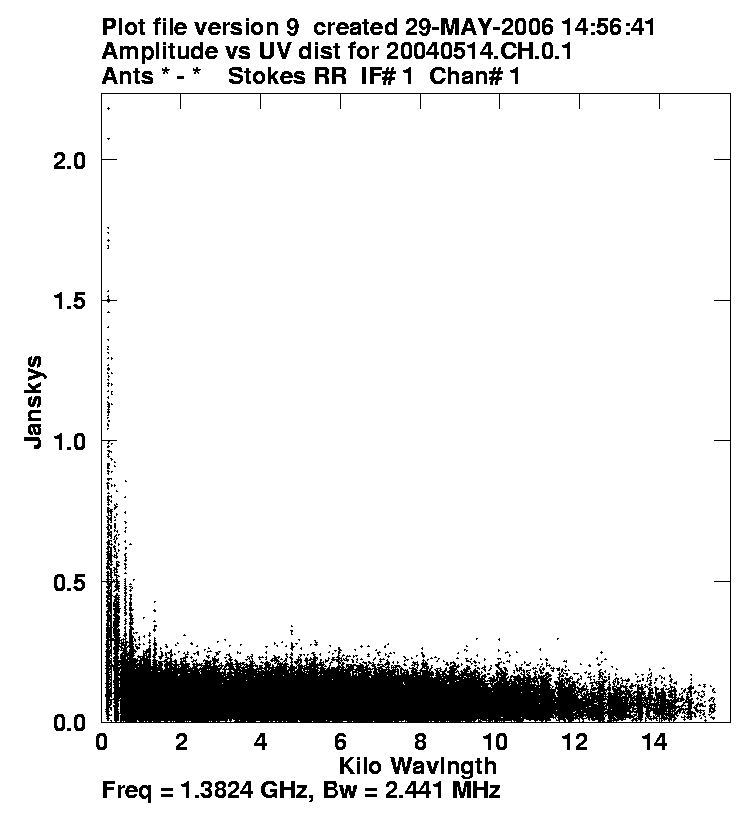 Plot file version 9 created 29-MAY-2006 14:56:41
Amplitude vs UV dist for 20040514.CH.0.1
Ants * - * Stokes RR IF# 1 Chan# 1
2.0
1.5
Janskys
1.0
0.5
0.0
0 2 4 6 8 10 12 14
Kilo Wavlngth
Freq = 1.3824 GHz, Bw = 2.441 MHz